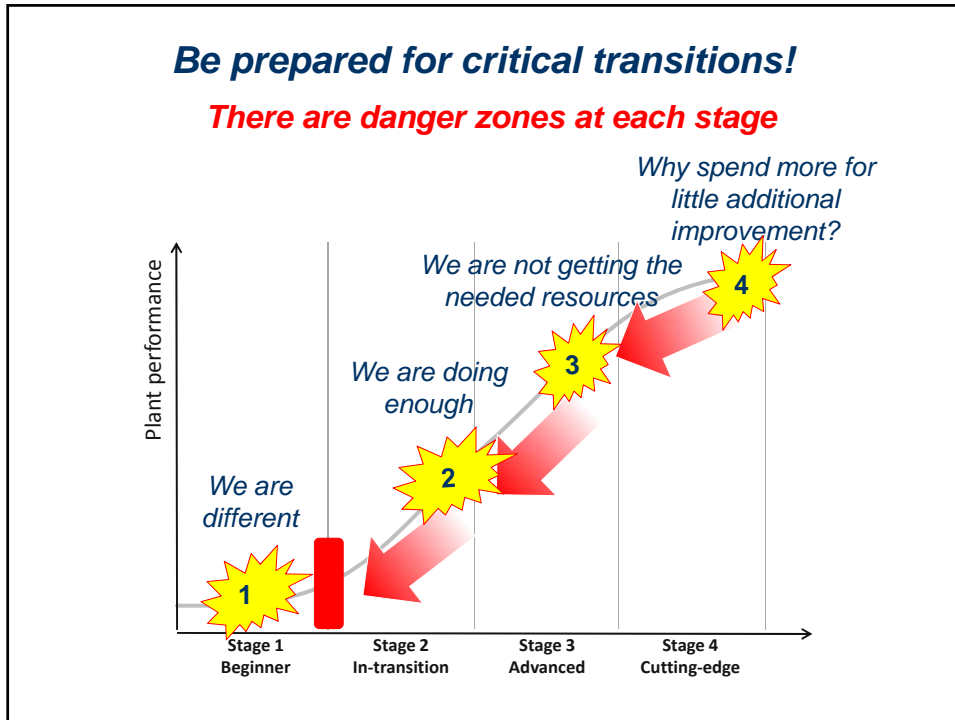 Be prepared for critical transitions!
There are danger zones at each stage
Why spend more for
little additional
improvement?
We are not getting the
needed resources
We are doing
enough
We are
different
Plant performance
4
3
2
1
Stage 1
Beginner
Stage 2
In-transition
Stage 3
Advanced
Stage 4
Cutting-edge